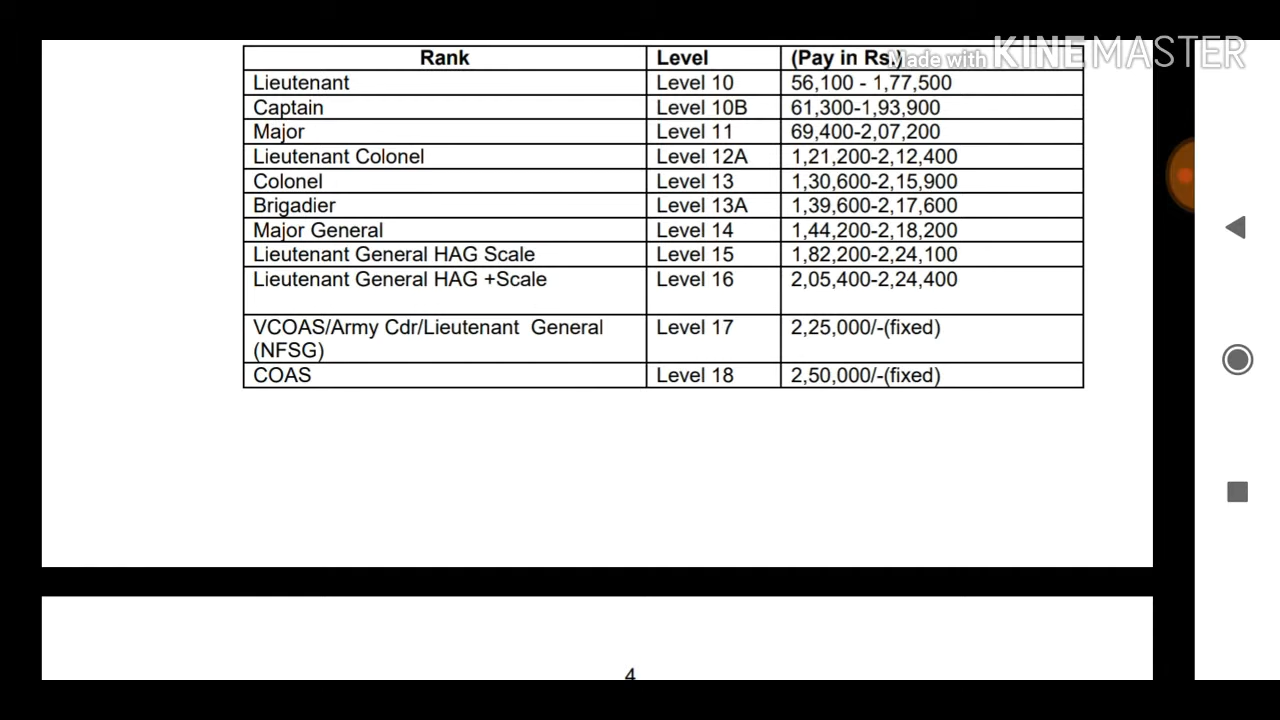 Made with KINEMASTER
Rank Level (Pay in Rs.)
Lieutenant Level 10 56,100 - 1,77,500
Captain Level 10B 61,300-1,93,900
Major Level 11 69,400-2,07,200
Lieutenant Colonel Level 12A 1,21,200-2,12,400
Colonel Level 13 1,30,600-2,15,900
Brigadier Level 13A 1,39,600-2,17,600
Major General Level 14 1,44,200-2,18,200
Lieutenant General HAG Scale Level 15 1,82,200-2,24,100
Lieutenant General HAG +Scale Level 16 2,05,400-2,24,400
VCOAS/Army Cdr/Lieutenant General Level 17 2,25,000/-(fixed)
(NFSG)
COAS Level 18 2,50,000/-(fixed)
4